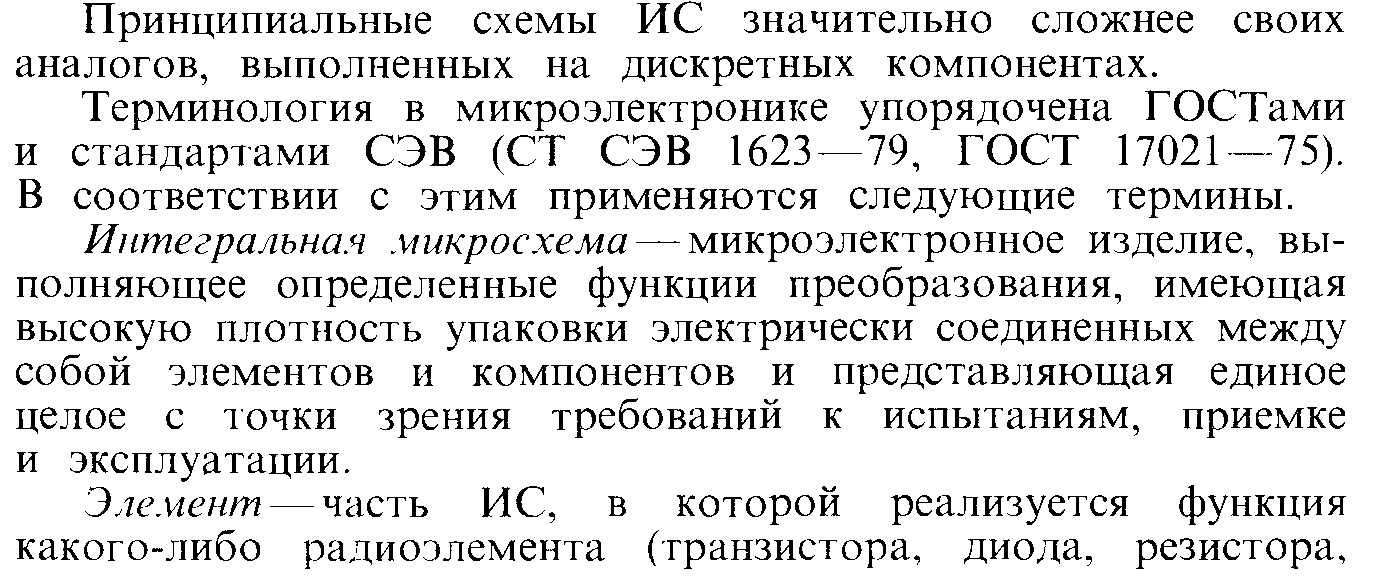 Принципиальные схемы ИС значительно сложнее своих
аналогов, выполненных на дискретных компонентах.
Терминология в микроэлектронике упорядочена ГОСТами
и стандартами СЭВ (СТ СЭВ 1623—79, ГОСТ 17021—75).
В соответствии с этим применяются следующие термины.
Интегральная микросхема—микроэлектронное изделие, вы-
полняющее определенные функции преобразования, имеющая
высокую плотность упаковки электрически соединенных между
собой элементов и компонентов и представляющая единое
целое с точки зрения требований к испытаниям, приемке
и эксплуатации.
Элемент—часть ИС, в которой реализуется функция
какого-либо радиоэлемента (транзистора, диода, резистора,